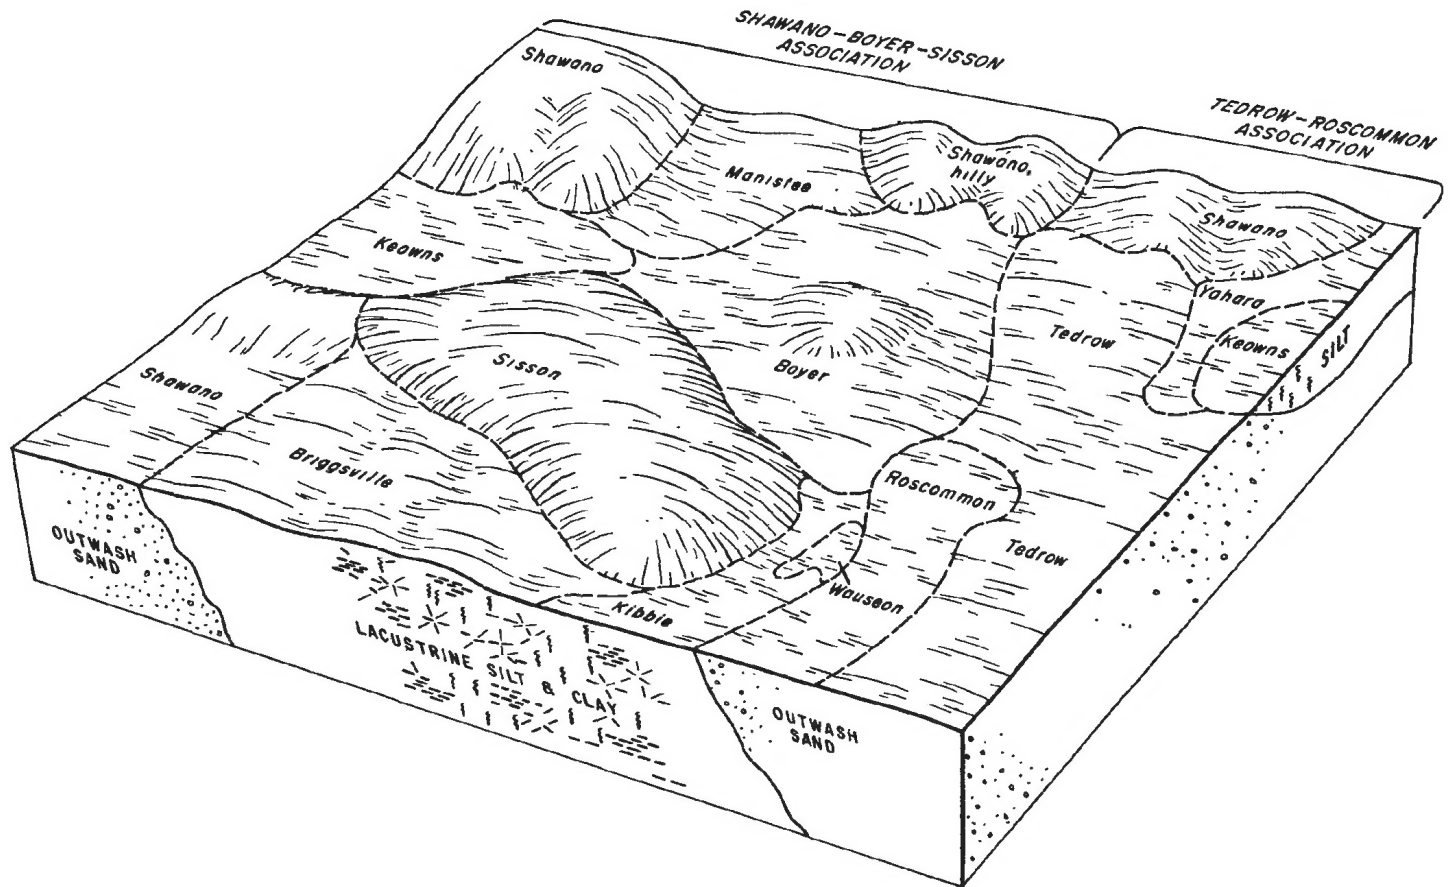 SHAWANO-BOYER-SISSON
ASSOCIATION
TEDROW-ROSCOMMON
ASSOCIATION
Shawano
Manistee
Shawano,
hilly
Shawano
Keowns
Yahara
Keowns
SILT
Tedrow
Sisson
Boyer
Shawano
Briggsville
Roscommon
Tedrow
Wauseon
Kibbie
OUTWASH
SAND
LACUSTRINE SILT & CLAY
OUTWASH
SAND